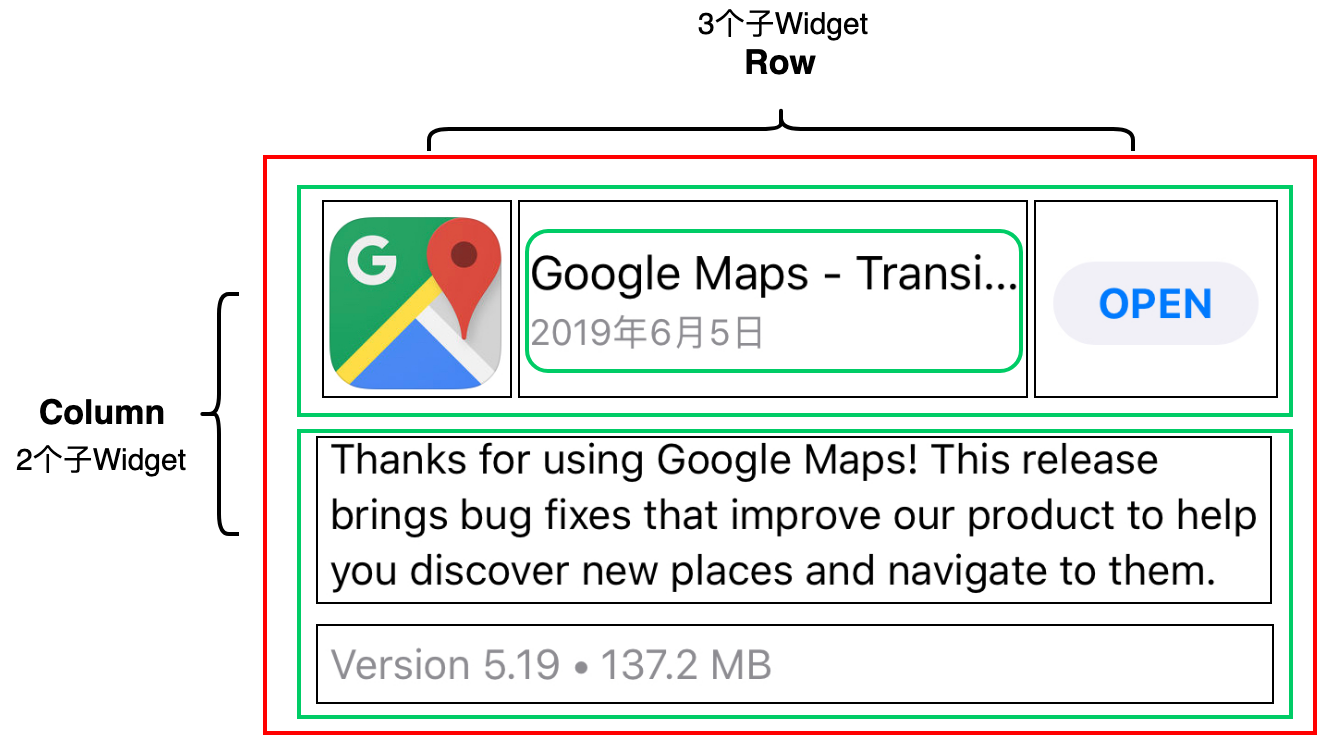 3个子Widget
Row
G
Google Maps - Transi...
2019年6月5日
OPEN
Column
2个子Widget
Thanks for using Google Maps! This release
brings bug fixes that improve our product to help
you discover new places and navigate to them.
Version 5.19 • 137.2 MB